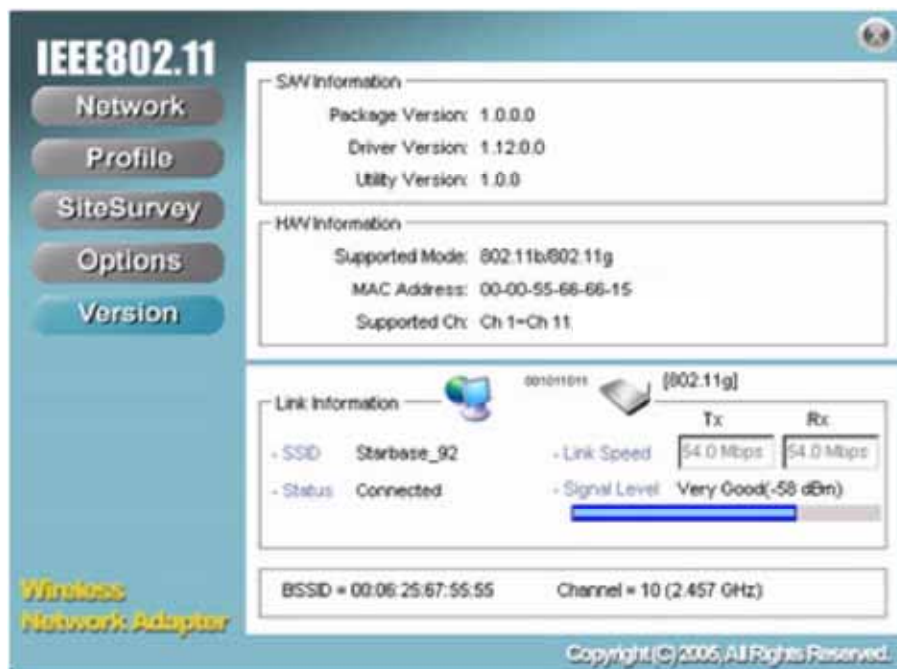 IEEE802.11
Network
Profile
SiteSurvey
Options
Version
Wireless
Network Adapter
S/W Information
Package Version: 1.0.0.0
Driver Version: 1.12.0.0
Utility Version: 1.0.0
H/W Information
Supported Mode: 802.11b/802.11g
MAC Address: 00-00-55-66-66-15
Supported Ch: Ch 1~Ch 11
001011011 [802.11g]
Link Information
Tx Rx
- SSID Starbase_92 - Link Speed 54.0 Mbps 54.0 Mbps
- Status Connected - Signal Level Very Good(-58 dBm)
BSSID = 00:06:25:67:55:55 Channel = 10 (2.457 GHz)
Copyright (C) 2006, All Rights Reserved.